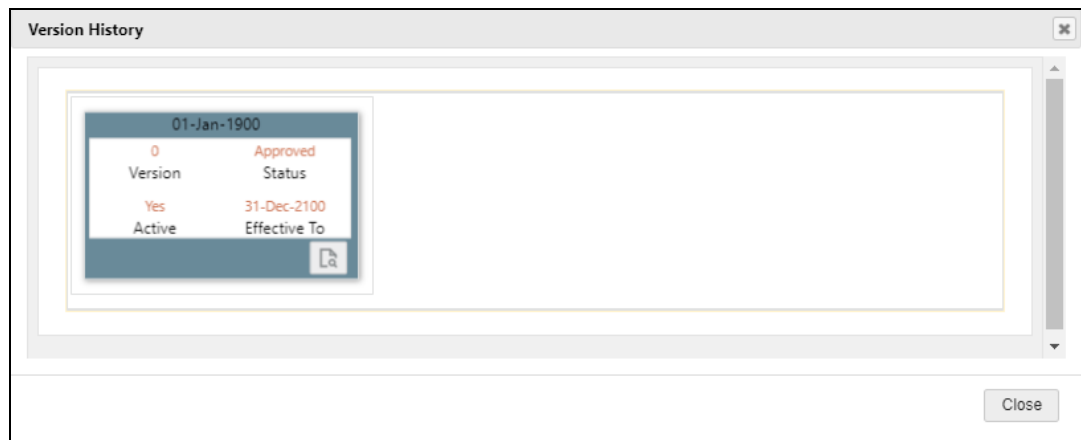 Version History
01-Jan-1900
0 Approved
Version Status
Yes 31-Dec-2100
Active Effective To
Close